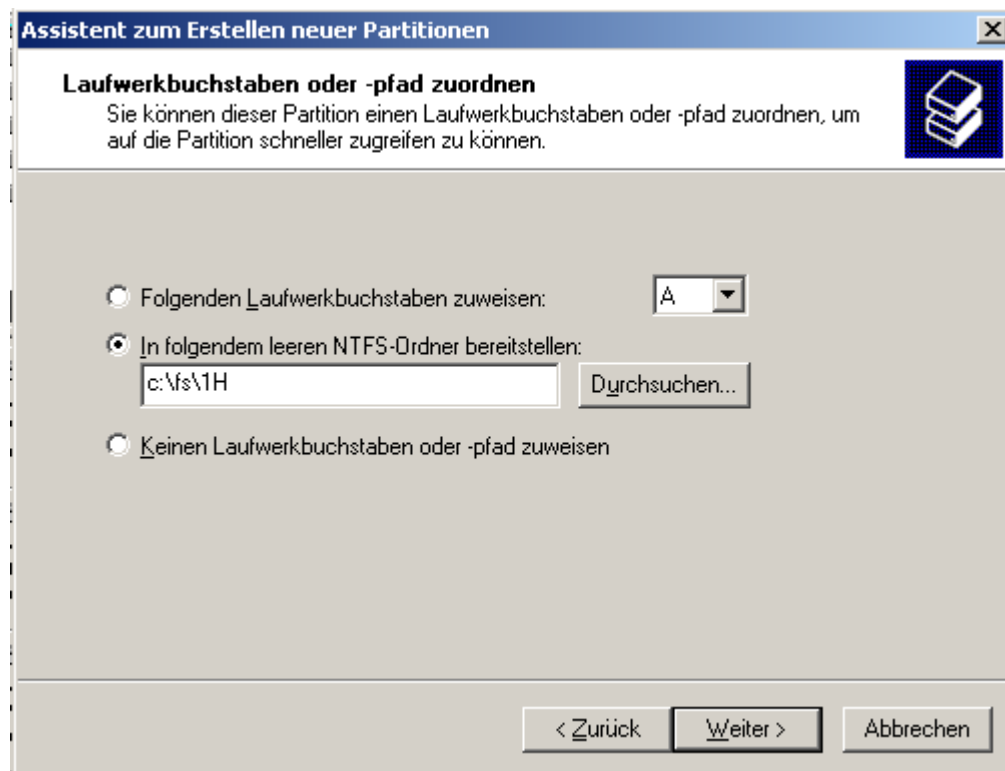 Assistent zum Erstellen neuer Partitionen
Laufwerkbuchstaben oder -pfad zuordnen
Sie können dieser Partition einen Laufwerkbuchstaben oder -pfad zuordnen, um
auf die Partition schneller zugreifen zu können.
Folgenden Laufwerkbuchstaben zuweisen: A
In folgendem leeren NTFS-Ordner bereitstellen:
c:\fs\1H Durchsuchen...
Keinen Laufwerkbuchstaben oder -pfad zuweisen
< Zurück Weiter > Abbrechen